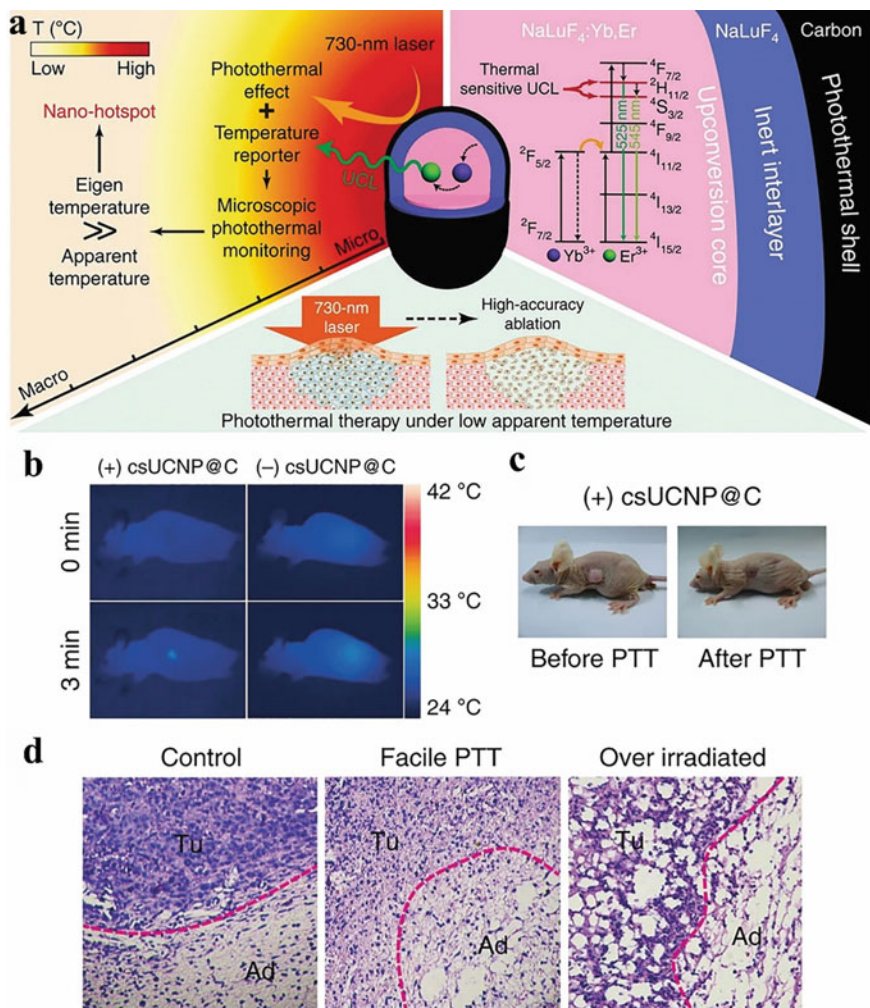 a
T (°C)
Low High
730-nm laser
Photothermal
effect
+
Temperature
reporter
UCL
Microscopic
photothermal
monitoring
Nano-hotspot
Eigen
temperature
≫
Apparent
temperature
Micro
Macro
NaLuF₄:Yb,Er
NaLuF₄
Carbon
Thermal
sensitive UCL
²F₅/₂
²F₇/₂
⁴F₇/₂
²H₁₁/₂
⁴S₃/₂
⁴F₉/₂
⁴I₁₁/₂
⁴I₁₃/₂
⁴I₁₅/₂
525 nm
545 nm
Yb³⁺
Er³⁺
Upconversion core
Inert interlayer
Photothermal shell
730-nm
laser
High-accuracy
ablation
Photothermal therapy under low apparent temperature
b
(+) csUCNP@C (−) csUCNP@C
0 min
3 min
42 °C
33 °C
24 °C
c
(+) csUCNP@C
Before PTT After PTT
d
Control Facile PTT Over irradiated
Tu Tu Tu
Ad Ad Ad